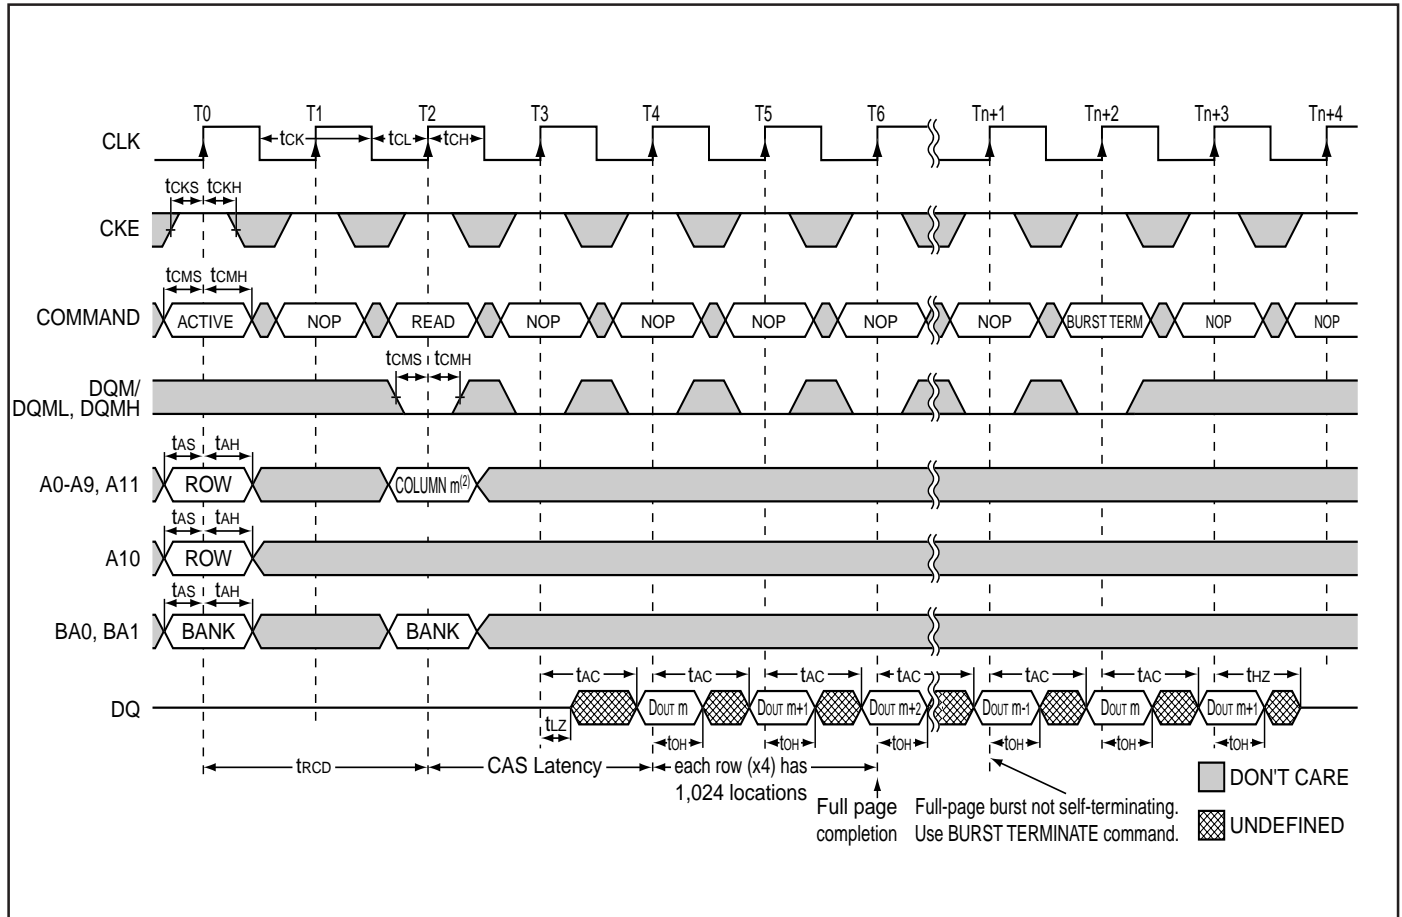 T0 T1 T2 T3 T4 T5 T6 Tn+1 Tn+2 Tn+3 Tn+4
CLK tCK tCL tCH
tCKS tCKH
CKE
tCMS tCMH
COMMAND ACTIVE NOP READ NOP NOP NOP NOP NOP BURST TERM NOP NOP
tCMS tCMH
DQM/
DQML, DQMH
tAS tAH
A0-A9, A11 ROW COLUMN m(2)
tAS tAH
A10 ROW
tAS tAH
BA0, BA1 BANK BANK
tAC tAC tAC tAC tAC tAC tHZ
DQ DOUT m DOUT m+1 DOUT m+2 DOUT m-1 DOUT m DOUT m+1
tLZ tOH tOH tOH tOH tOH tOH
tRCD CAS Latency each row (x4) has
1,024 locations
Full page
completion
Full-page burst not self-terminating.
Use BURST TERMINATE command.
DON'T CARE
UNDEFINED